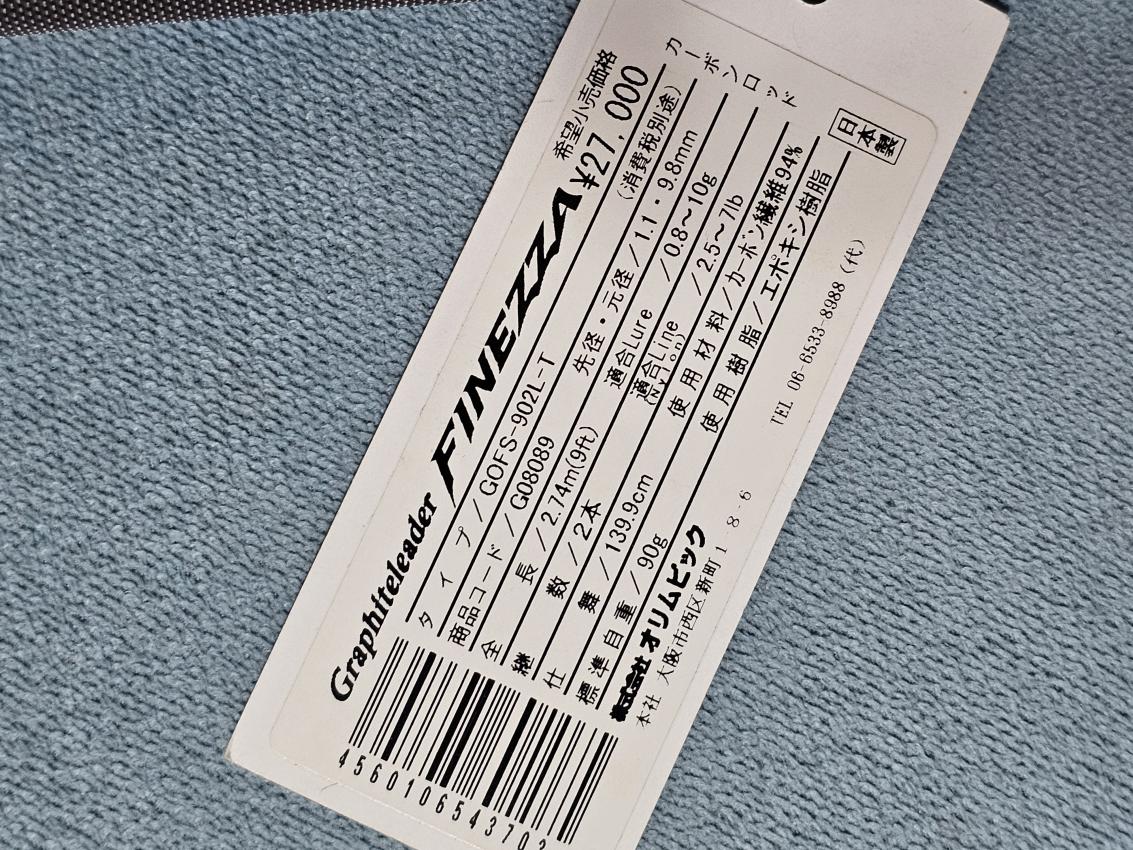 Graphiteleader FINEZZA
カーボンロッド
希望小売価格
¥27,000
(消費税別途)
タイプ/GOFS-902L-T
商品コード/G08089
全長/2.74m(9ft)
継数/2本
仕舞/139.9cm
標準自重/90g
先径・元径/1.1・9.8mm
適合Lure/0.8~10g
適合Line/2.5~7lb
(Nylon)
使用材料/カーボン繊維94%
使用樹脂/エポキシ樹脂
日本製
株式会社オリムピック
本社 大阪市西区新町1-8-6
TEL 06-6533-8988(代)
4560106543702